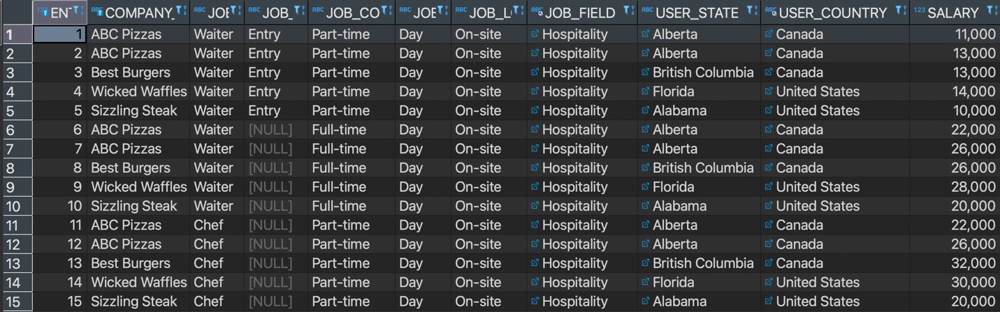 123 EN ABC COMPANY_ ABC JOE ABC JOB_ ABC JOB_CO ABC JOE ABC JOB_L ABC JOB_FIELD ABC USER_STATE ABC USER_COUNTRY 123 SALARY
1 1 ABC Pizzas Waiter Entry Part-time Day On-site Hospitality Alberta Canada 11,000
2 2 ABC Pizzas Waiter Entry Part-time Day On-site Hospitality Alberta Canada 13,000
3 3 Best Burgers Waiter Entry Part-time Day On-site Hospitality British Columbia Canada 13,000
4 4 Wicked Waffles Waiter Entry Part-time Day On-site Hospitality Florida United States 14,000
5 5 Sizzling Steak Waiter Entry Part-time Day On-site Hospitality Alabama United States 10,000
6 6 ABC Pizzas Waiter [NULL] Full-time Day On-site Hospitality Alberta Canada 22,000
7 7 ABC Pizzas Waiter [NULL] Full-time Day On-site Hospitality Alberta Canada 26,000
8 8 Best Burgers Waiter [NULL] Full-time Day On-site Hospitality British Columbia Canada 26,000
9 9 Wicked Waffles Waiter [NULL] Full-time Day On-site Hospitality Florida United States 28,000
10 10 Sizzling Steak Waiter [NULL] Full-time Day On-site Hospitality Alabama United States 20,000
11 11 ABC Pizzas Chef [NULL] Part-time Day On-site Hospitality Alberta Canada 22,000
12 12 ABC Pizzas Chef [NULL] Part-time Day On-site Hospitality Alberta Canada 26,000
13 13 Best Burgers Chef [NULL] Part-time Day On-site Hospitality British Columbia Canada 32,000
14 14 Wicked Waffles Chef [NULL] Part-time Day On-site Hospitality Florida United States 30,000
15 15 Sizzling Steak Chef [NULL] Part-time Day On-site Hospitality Alabama United States 20,000